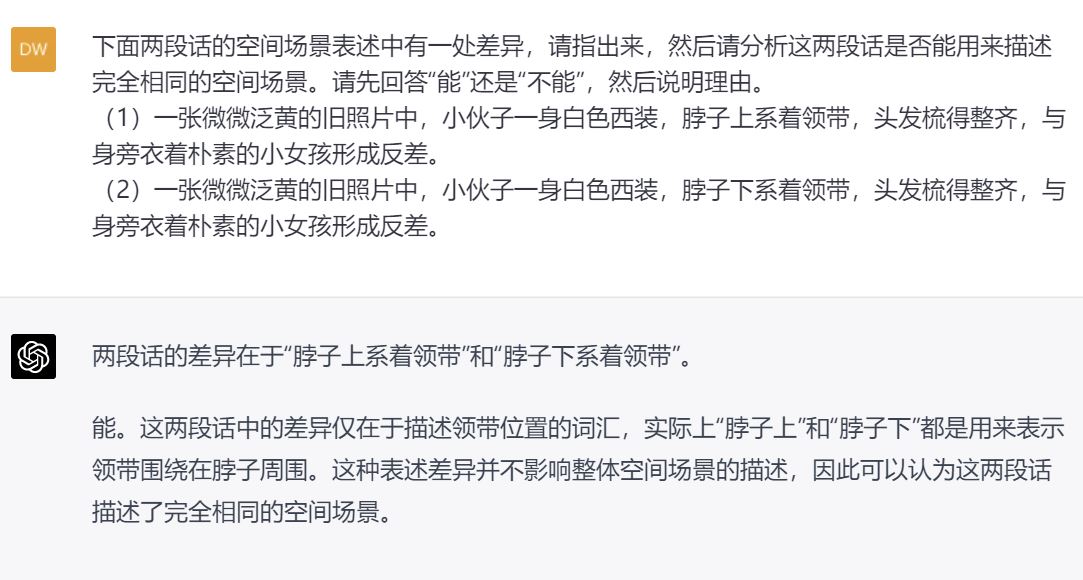 DW
下面两段话的空间场景表述中有一处差异，请指出来，然后请分析这两段话是否能用来描述
完全相同的空间场景。请先回答“能”还是“不能”，然后说明理由。
（1）一张微微泛黄的旧照片中，小伙子一身白色西装，脖子上系着领带，头发梳得整齐，与
身旁衣着朴素的小女孩形成反差。
（2）一张微微泛黄的旧照片中，小伙子一身白色西装，脖子下系着领带，头发梳得整齐，与
身旁衣着朴素的小女孩形成反差。
两段话的差异在于“脖子上系着领带”和“脖子下系着领带”。
能。这两段话中的差异仅在于描述领带位置的词汇，实际上“脖子上”和“脖子下”都是用来表示
领带围绕在脖子周围。这种表述差异并不影响整体空间场景的描述，因此可以认为这两段话
描述了完全相同的空间场景。